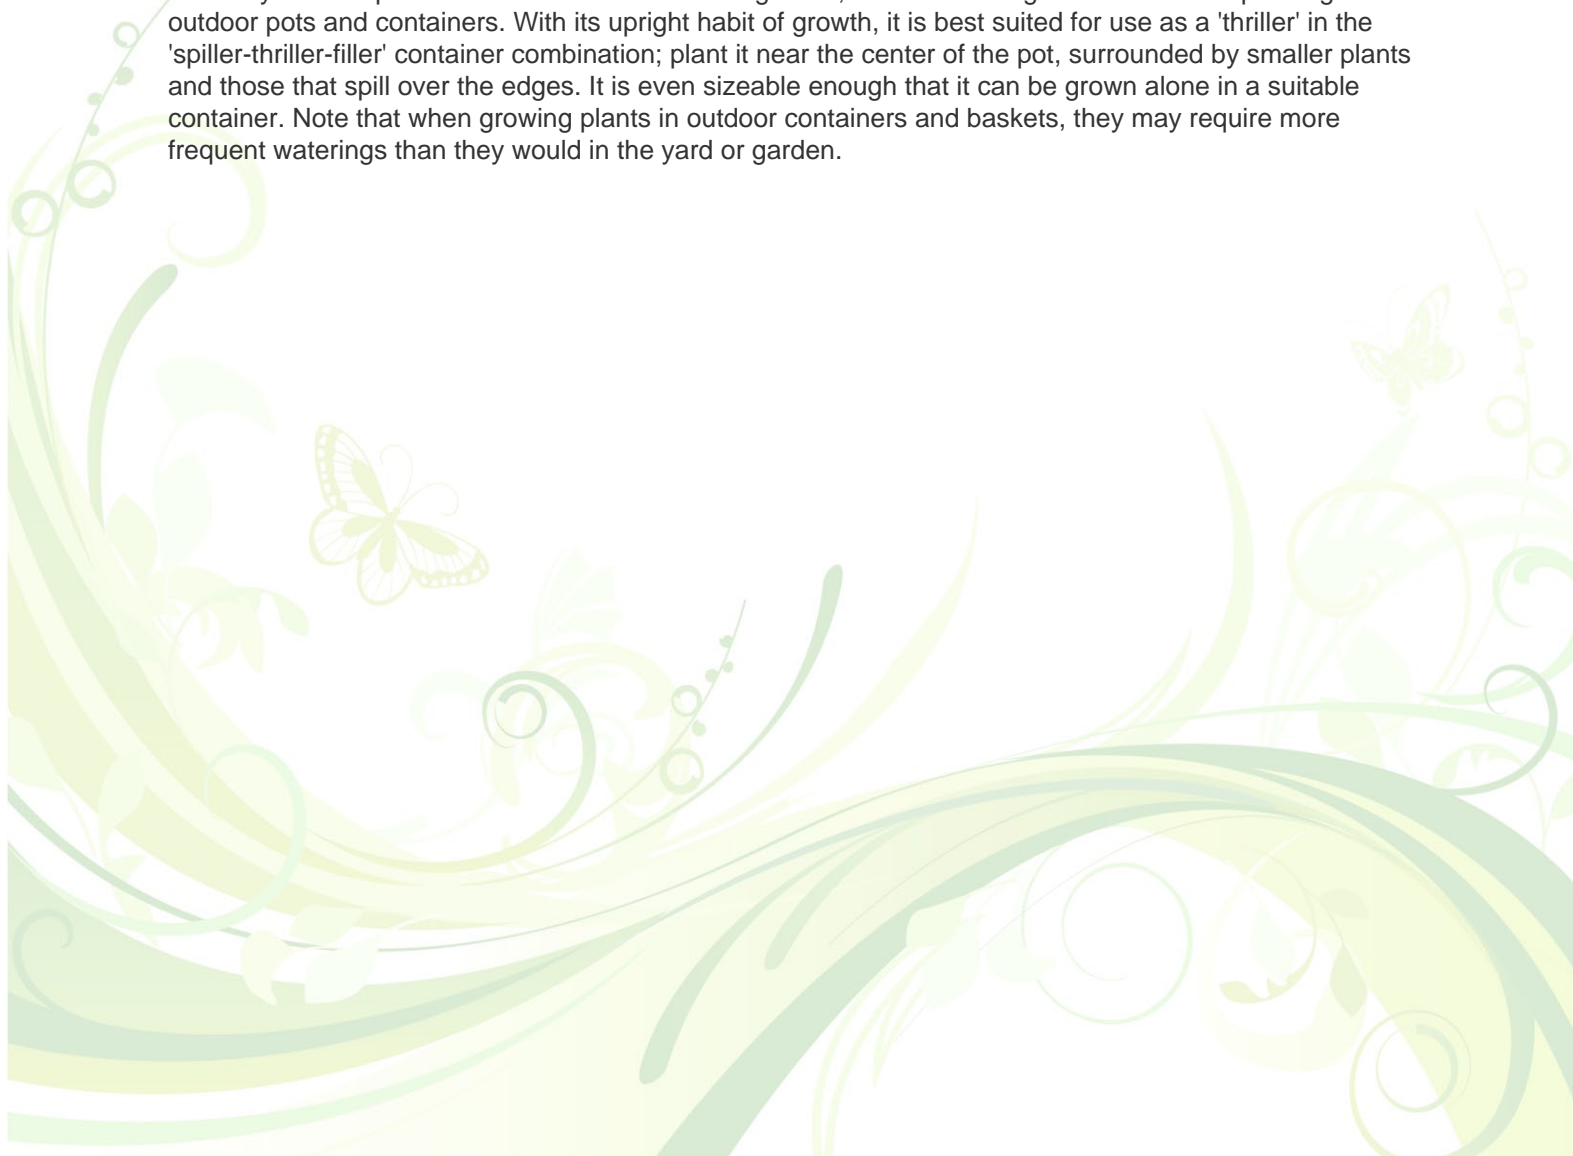 outdoor pots and containers. With its upright habit of growth, it is best suited for use as a 'thriller' in the
'spiller-thriller-filler' container combination; plant it near the center of the pot, surrounded by smaller plants
and those that spill over the edges. It is even sizeable enough that it can be grown alone in a suitable
container. Note that when growing plants in outdoor containers and baskets, they may require more
frequent waterings than they would in the yard or garden.